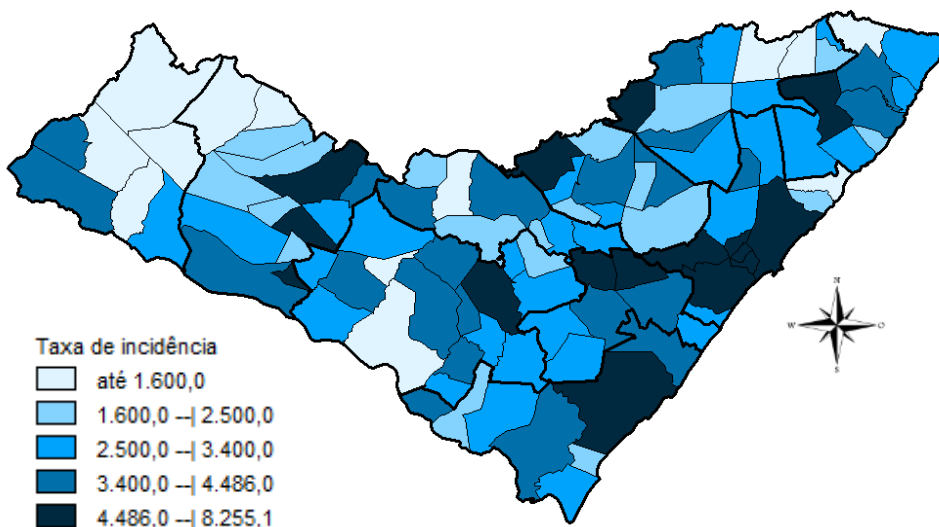 N
W
O
S
Taxa de incidência
até 1.600,0
1.600,0 --| 2.500,0
2.500,0 --| 3.400,0
3.400,0 --| 4.486,0
4.486,0 --| 8.255,1